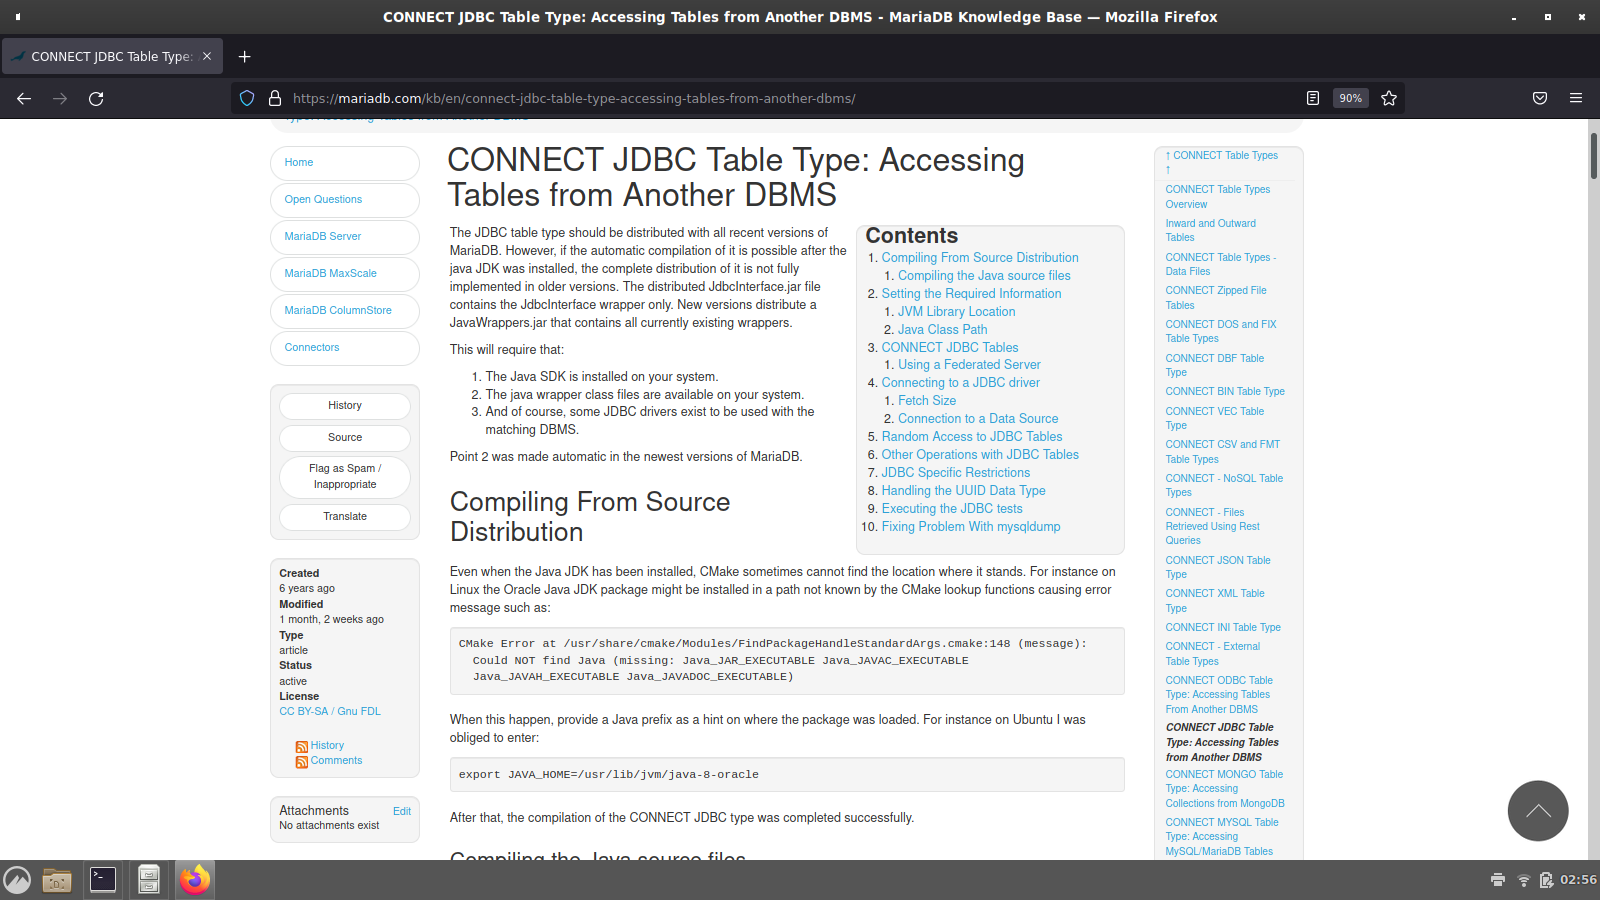 CONNECT JDBC Table Type: Accessing Tables from Another DBMS - MariaDB Knowledge Base — Mozilla Firefox
CONNECT JDBC Table Type:
https://mariadb.com/kb/en/connect-jdbc-table-type-accessing-tables-from-another-dbms/
90%
Type: Accessing Tables from Another DBMS
Home
Open Questions
MariaDB Server
MariaDB MaxScale
MariaDB ColumnStore
Connectors
History
Source
Flag as Spam /
Inappropriate
Translate
Created
6 years ago
Modified
1 month, 2 weeks ago
Type
article
Status
active
License
CC BY-SA / Gnu FDL
History
Comments
Attachments Edit
No attachments exist
CONNECT JDBC Table Type: Accessing
Tables from Another DBMS
The JDBC table type should be distributed with all recent versions of
MariaDB. However, if the automatic compilation of it is possible after the
java JDK was installed, the complete distribution of it is not fully
implemented in older versions. The distributed JdbcInterface.jar file
contains the JdbcInterface wrapper only. New versions distribute a
JavaWrappers.jar that contains all currently existing wrappers.
This will require that:
1. The Java SDK is installed on your system.
2. The java wrapper class files are available on your system.
3. And of course, some JDBC drivers exist to be used with the
matching DBMS.
Point 2 was made automatic in the newest versions of MariaDB.
Contents
1. Compiling From Source Distribution
1. Compiling the Java source files
2. Setting the Required Information
1. JVM Library Location
2. Java Class Path
3. CONNECT JDBC Tables
1. Using a Federated Server
4. Connecting to a JDBC driver
1. Fetch Size
2. Connection to a Data Source
5. Random Access to JDBC Tables
6. Other Operations with JDBC Tables
7. JDBC Specific Restrictions
8. Handling the UUID Data Type
9. Executing the JDBC tests
10. Fixing Problem With mysqldump
Compiling From Source
Distribution
Even when the Java JDK has been installed, CMake sometimes cannot find the location where it stands. For instance on
Linux the Oracle Java JDK package might be installed in a path not known by the CMake lookup functions causing error
message such as:
CMake Error at /usr/share/cmake/Modules/FindPackageHandleStandardArgs.cmake:148 (message):
Could NOT find Java (missing: Java_JAR_EXECUTABLE Java_JAVAC_EXECUTABLE
Java_JAVAH_EXECUTABLE Java_JAVADOC_EXECUTABLE)
When this happen, provide a Java prefix as a hint on where the package was loaded. For instance on Ubuntu I was
obliged to enter:
export JAVA_HOME=/usr/lib/jvm/java-8-oracle
After that, the compilation of the CONNECT JDBC type was completed successfully.
Compiling the Java source files
↑ CONNECT Table Types
↑
CONNECT Table Types
Overview
Inward and Outward
Tables
CONNECT Table Types -
Data Files
CONNECT Zipped File
Tables
CONNECT DOS and FIX
Table Types
CONNECT DBF Table
Type
CONNECT BIN Table Type
CONNECT VEC Table
Type
CONNECT CSV and FMT
Table Types
CONNECT - NoSQL Table
Types
CONNECT - Files
Retrieved Using Rest
Queries
CONNECT JSON Table
Type
CONNECT XML Table
Type
CONNECT INI Table Type
CONNECT - External
Table Types
CONNECT ODBC Table
Type: Accessing Tables
From Another DBMS
CONNECT JDBC Table
Type: Accessing Tables
from Another DBMS
CONNECT MONGO Table
Type: Accessing
Collections from MongoDB
CONNECT MYSQL Table
Type: Accessing
MySQL/MariaDB Tables
02:56